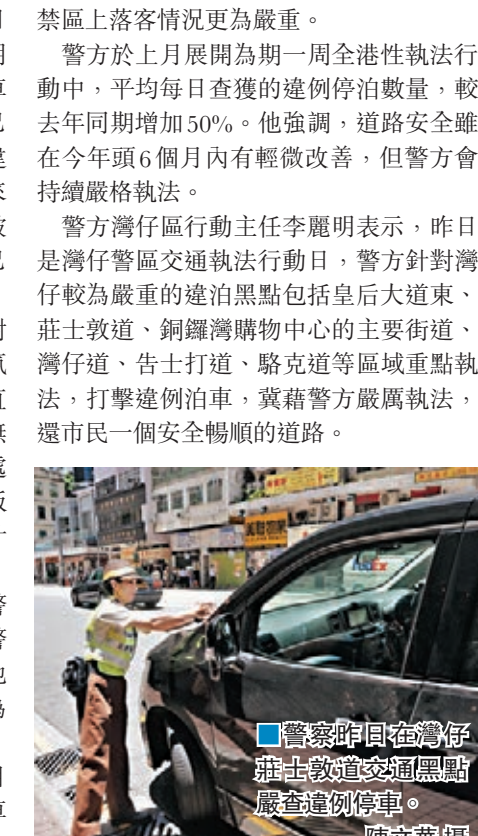 禁區上落客情況更為嚴重。
警方於上月展開為期一周全港性執法行
動中，平均每日查獲的違例停泊數量，較
去年同期增加50%。他強調，道路安全雖
在今年頭6個月內有輕微改善，但警方會
持續嚴格執法。
警方灣仔區行動主任李麗明表示，昨日
是灣仔警區交通執法行動日，警方針對灣
仔較為嚴重的違泊黑點包括皇后大道東、
莊士敦道、銅鑼灣購物中心的主要街道、
灣仔道、告士打道、駱克道等區域重點執
法，打擊違例泊車，冀藉警方嚴厲執法，
還市民一個安全暢順的道路。
FedEx
■警察昨日在灣仔
莊士敦道交通黑點
嚴查違例停車。